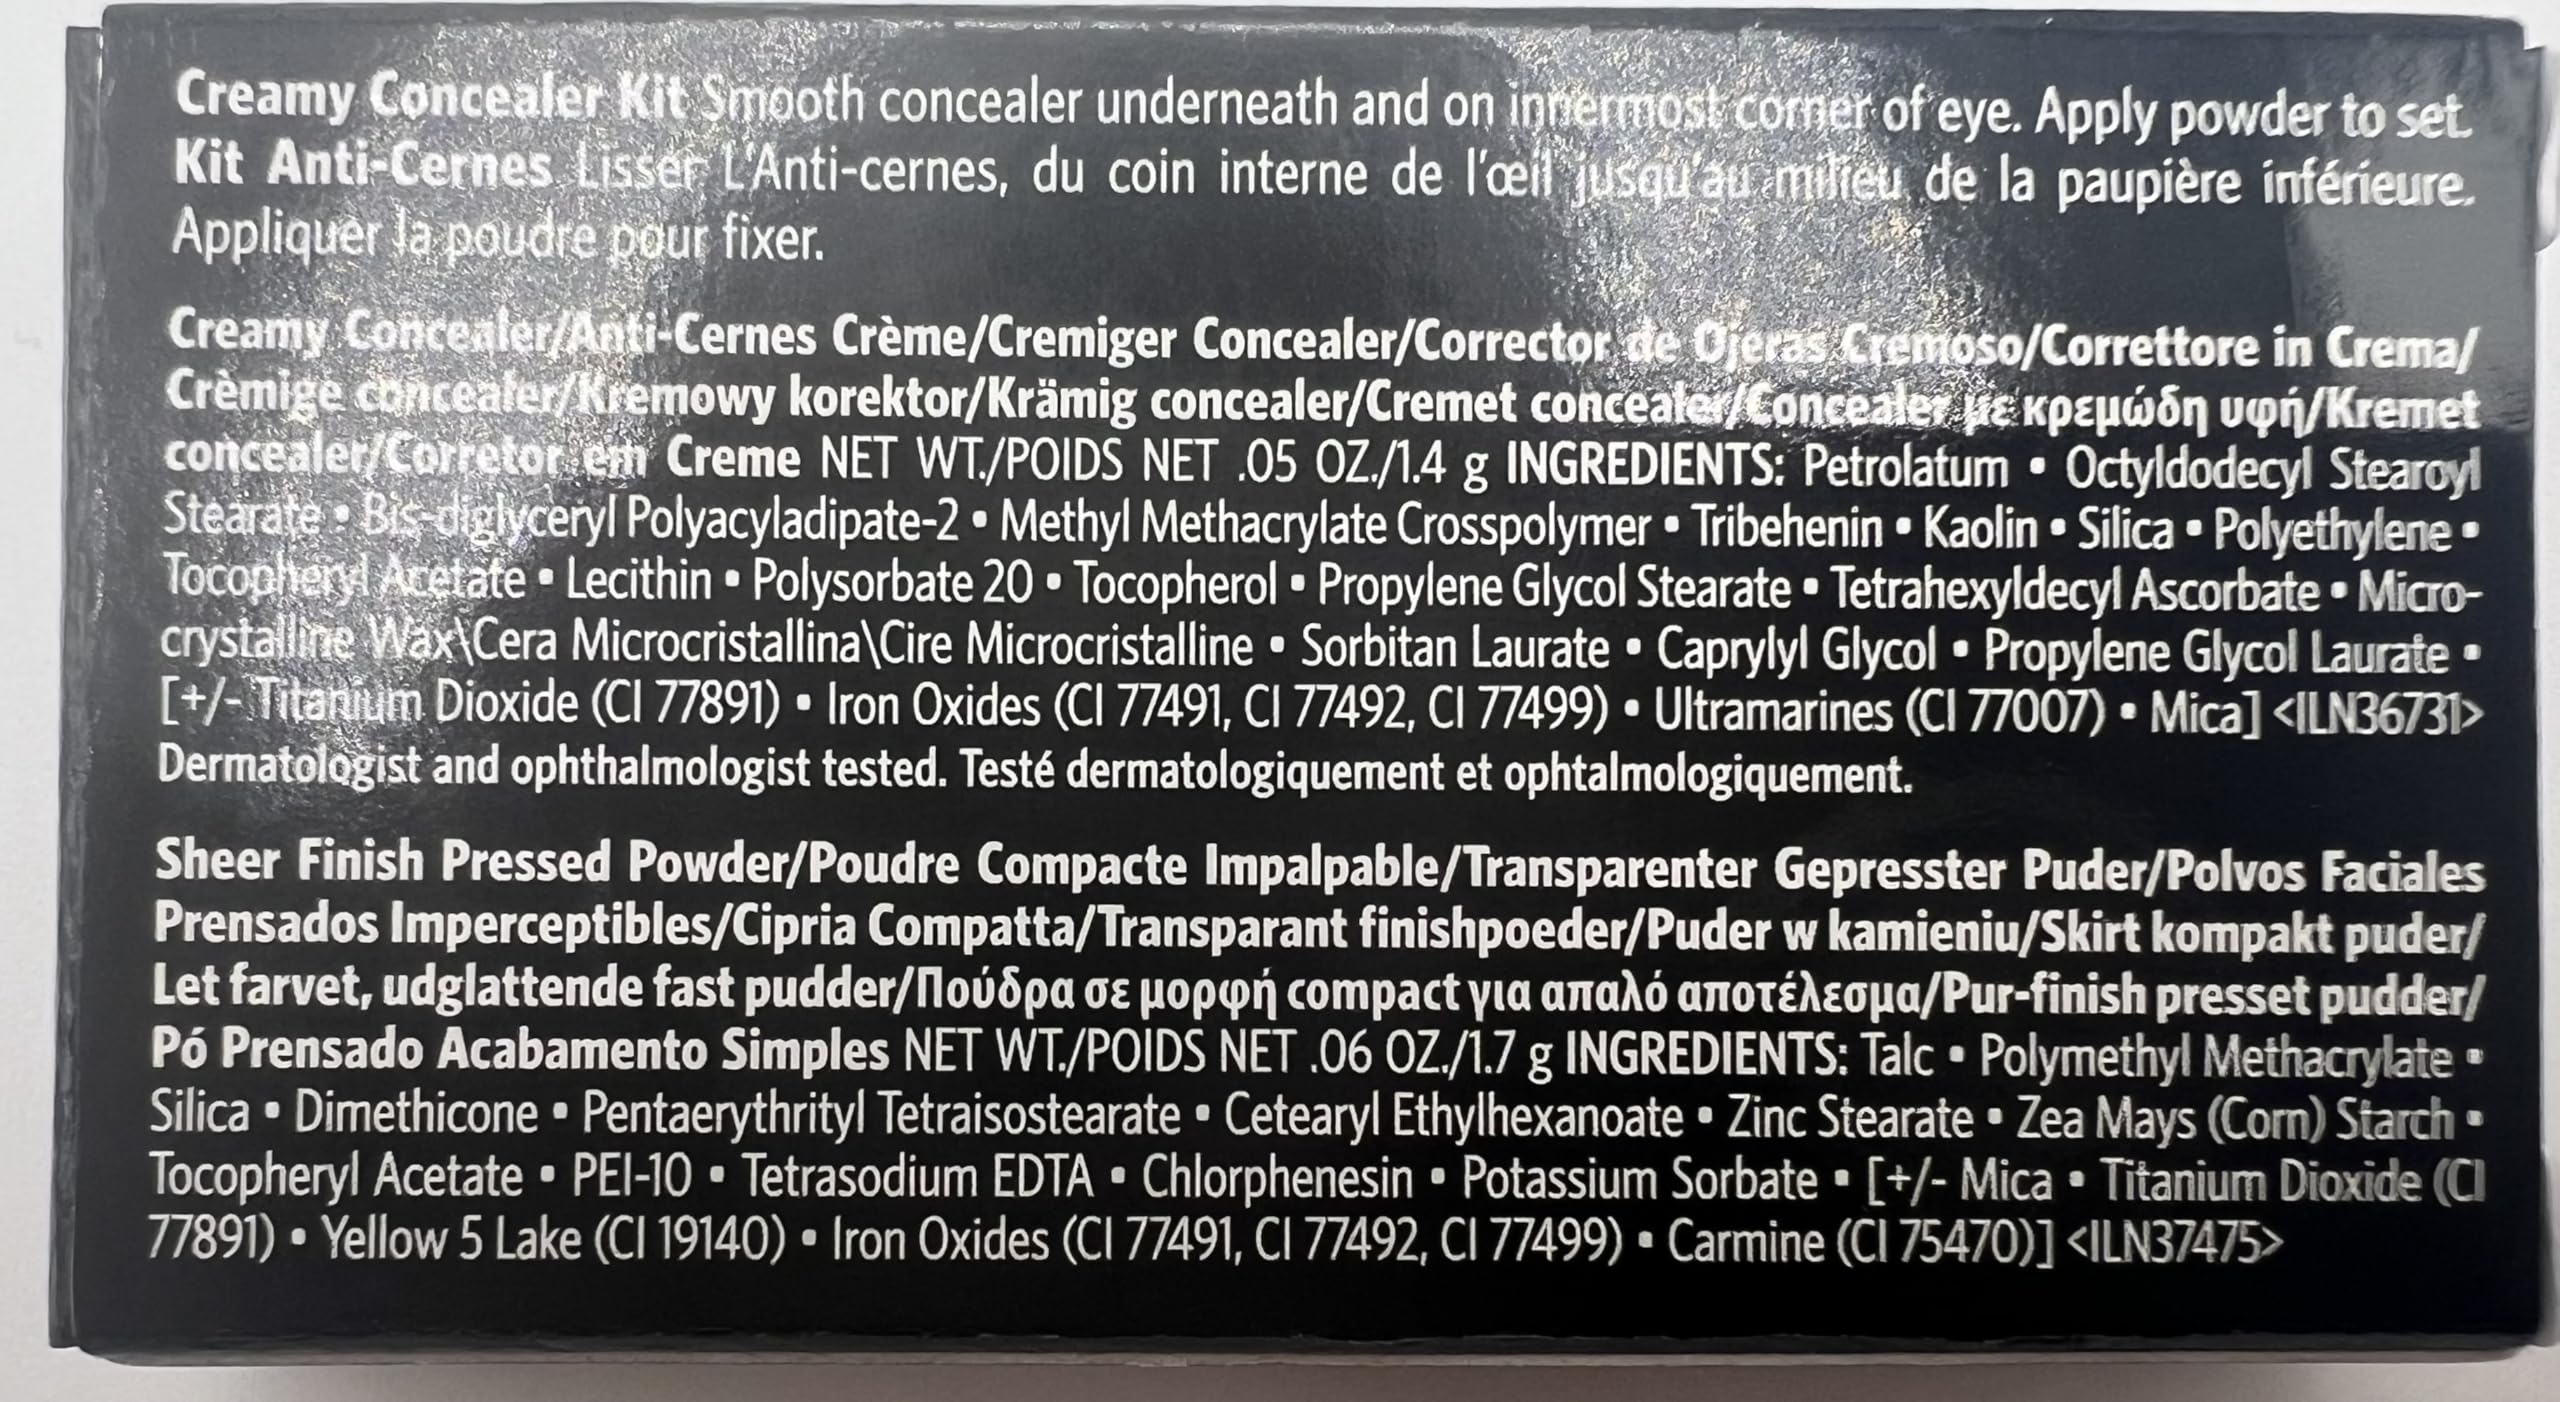 Creamy Concealer Kit Smooth concealer underneath and on innermost corner of eye. Apply powder to set.
Kit Anti-Cernes Lisser L'Anti-cernes, du coin interne de l'œil jusqu'au milieu de la paupière inférieure.
Appliquer la poudre pour fixer.
Creamy Concealer/Anti-Cernes Crème/Cremiger Concealer/Corrector de Ojeras Cremoso/Correttore in Crema/
Crèmige concealer/Kremowy korektor/Krämig concealer/Cremet concealer/Concealer με κρεμώδη υφή/Kremet
concealer/Corretor em Creme NET WT./POIDS NET .05 OZ./1.4 g INGREDIENTS: Petrolatum • Octyldodecyl Stearoyl
Stearate • Bis-diglyceryl Polyacyladipate-2 • Methyl Methacrylate Crosspolymer • Tribehenin • Kaolin • Silica • Polyethylene •
Tocopheryl Acetate • Lecithin • Polysorbate 20 • Tocopherol • Propylene Glycol Stearate • Tetrahexyldecyl Ascorbate • Micro-
crystalline Wax\Cera Microcristallina\Cire Microcristalline • Sorbitan Laurate • Caprylyl Glycol • Propylene Glycol Laurate •
[+/- Titanium Dioxide (CI 77891) • Iron Oxides (CI 77491, CI 77492, CI 77499) • Ultramarines (CI 77007) • Mica] <ILN36731>
Dermatologist and ophthalmologist tested. Testé dermatologiquement et ophtalmologiquement.
Sheer Finish Pressed Powder/Poudre Compacte Impalpable/Transparenter Gepresster Puder/Polvos Faciales
Prensados Imperceptibles/Cipria Compatta/Transparant finishpoeder/Puder w kamieniu/Skirt kompakt puder/
Let farvet, udglattende fast pudder/Πούδρα σε μορφή compact για απαλό αποτέλεσμα/Pur-finish presset pudder/
Pó Prensado Acabamento Simples NET WT./POIDS NET .06 OZ./1.7 g INGREDIENTS: Talc • Polymethyl Methacrylate •
Silica • Dimethicone • Pentaerythrityl Tetraisostearate • Cetearyl Ethylhexanoate • Zinc Stearate • Zea Mays (Corn) Starch •
Tocopheryl Acetate • PEI-10 • Tetrasodium EDTA • Chlorphenesin • Potassium Sorbate • [+/- Mica • Titanium Dioxide (CI
77891) • Yellow 5 Lake (CI 19140) • Iron Oxides (CI 77491, CI 77492, CI 77499) • Carmine (CI 75470)] <ILN37475>